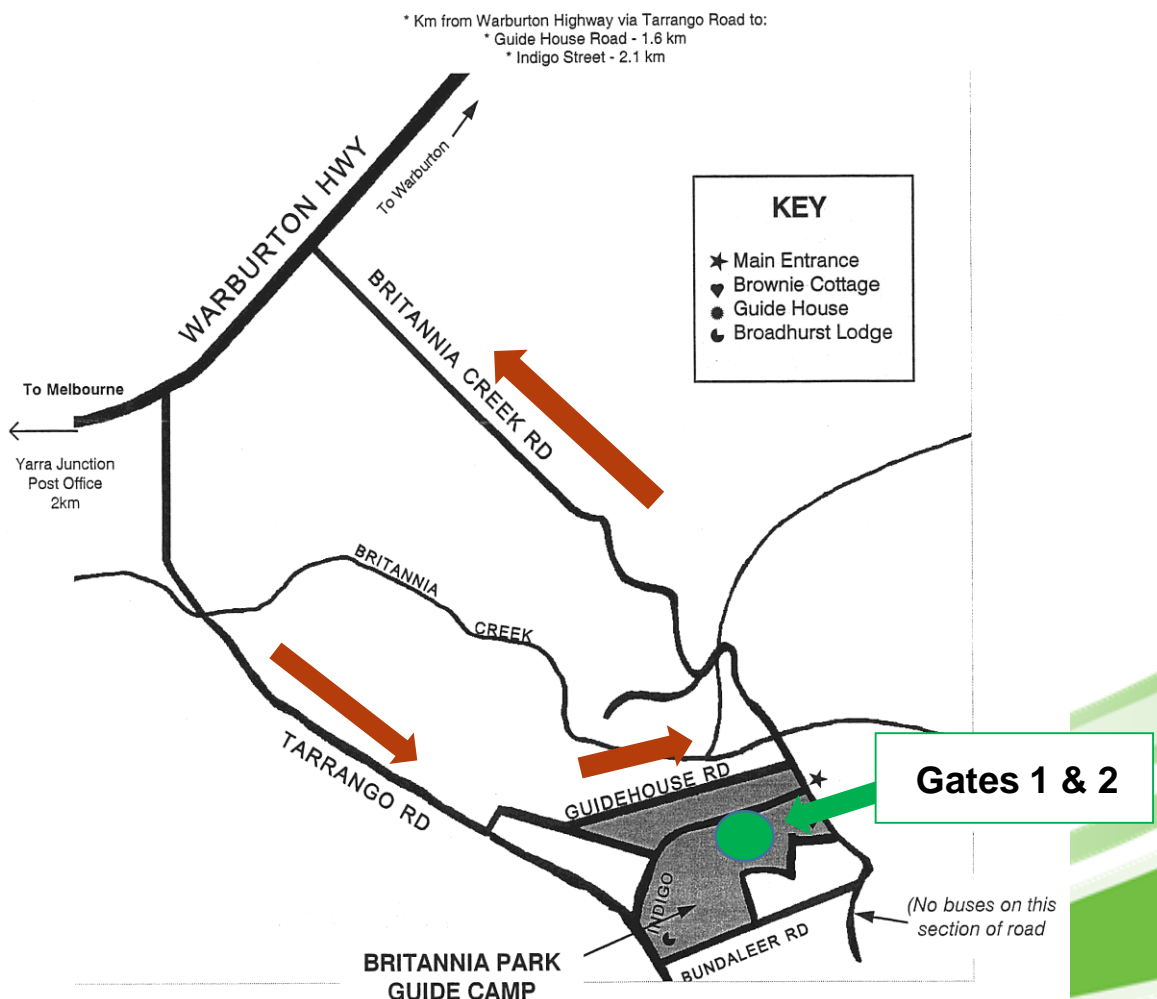 * Km from Warburton Highway via Tarrango Road to:
* Guide House Road - 1.6 km
* Indigo Street - 2.1 km
WARBURTON HWY
To Warburton
KEY
Main Entrance
Brownie Cottage
Guide House
Broadhurst Lodge
BRITANNIA CREEK RD
To Melbourne
Yarra Junction
Post Office
2km
BRITANNIA
CREEK
TARRANGO RD
GUIDEHOUSE RD
Gates 1 & 2
INDIGO
(No buses on this
section of road
BUNDALEER RD
BRITANNIA PARK
GUIDE CAMP